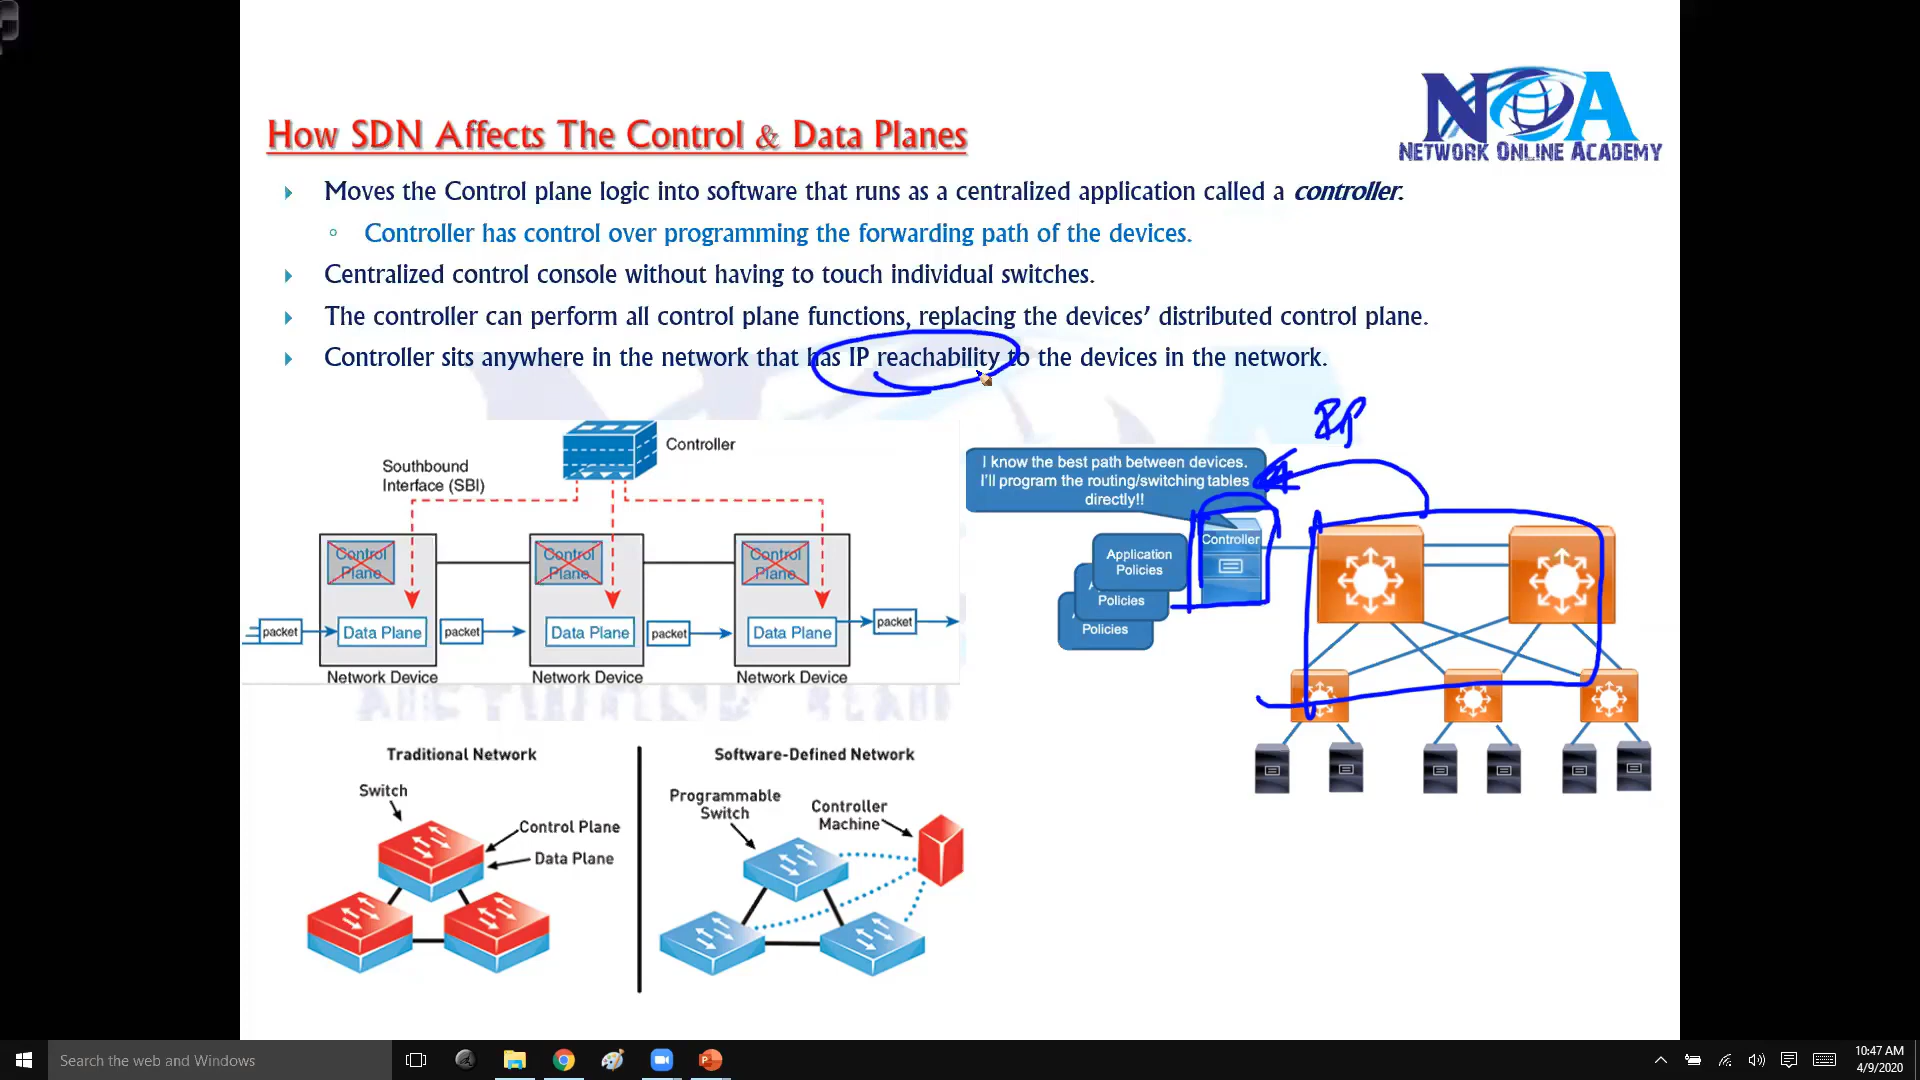 NOA
NETWORK ONLINE ACADEMY
How SDN Affects The Control & Data Planes
Moves the Control plane logic into software that runs as a centralized application called a controller.
Controller has control over programming the forwarding path of the devices.
Centralized control console without having to touch individual switches.
The controller can perform all control plane functions, replacing the devices’ distributed control plane.
Controller sits anywhere in the network that has IP reachability to the devices in the network.
Controller
Southbound
Interface (SBI)
Control
Plane
Control
Plane
Control
Plane
packet
Data Plane
packet
Data Plane
packet
Data Plane
packet
Network Device
Network Device
Network Device
IP
I know the best path between devices.
I’ll program the routing/switching tables
directly!!
Controller
Application
Policies
Policies
Policies
Traditional Network
Switch
Control Plane
Data Plane
Software-Defined Network
Programmable
Switch
Controller
Machine
Search the web and Windows
10:47 AM
4/9/2020